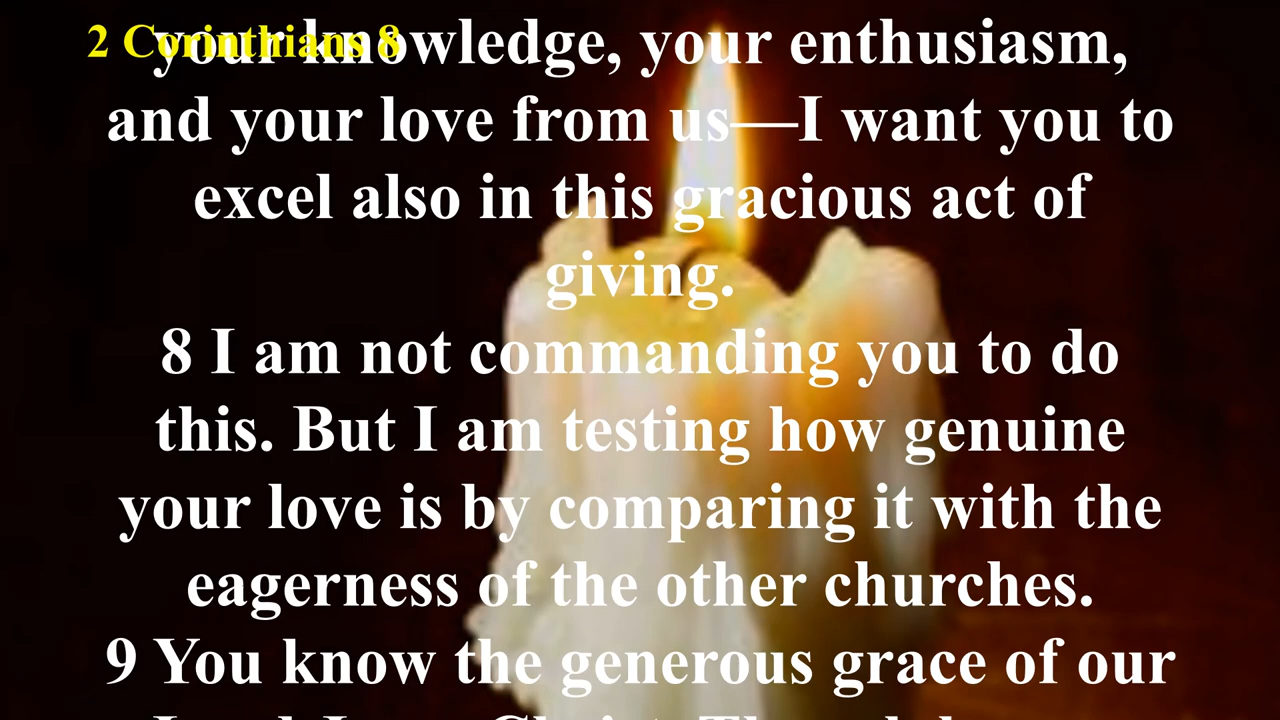 2 Corinthians 8
your knowledge, your enthusiasm,
and your love from us—I want you to
excel also in this gracious act of
giving.
8 I am not commanding you to do
this. But I am testing how genuine
your love is by comparing it with the
eagerness of the other churches.
9 You know the generous grace of our